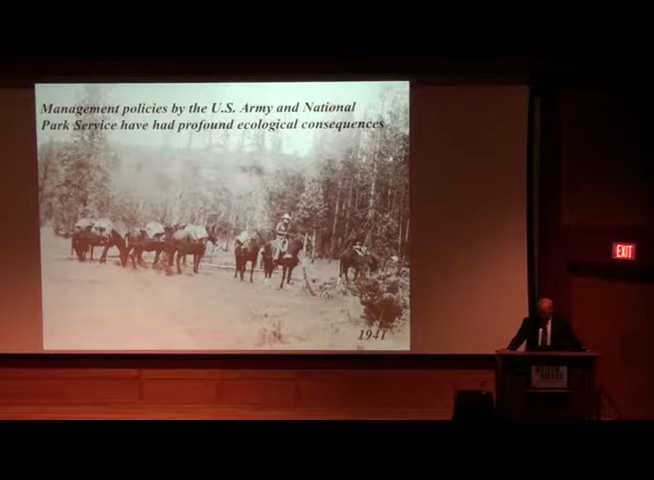 Management policies by the U.S. Army and National
Park Service have had profound ecological consequences
1941
EXIT